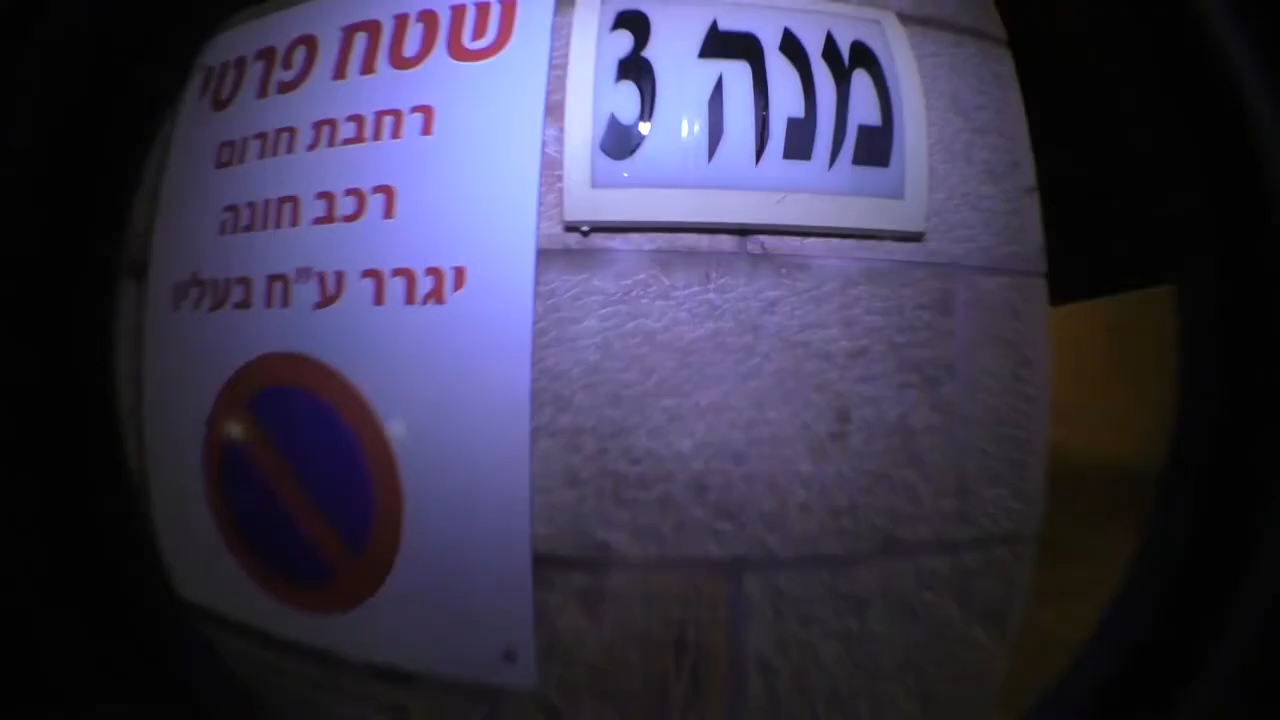 מנה 3
שטח פרטי
רחבת חרום
רכב חונה
יגרר ע"ח בעליו